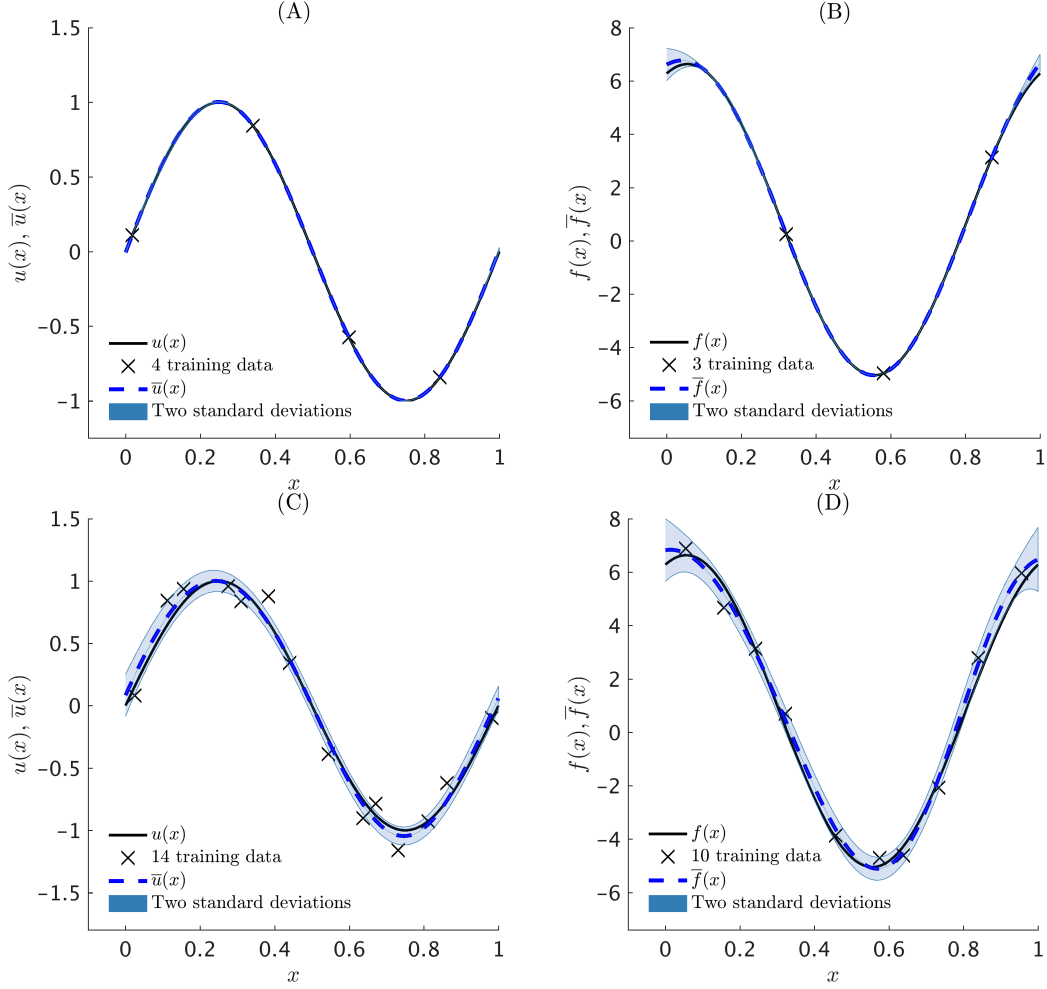 (A)
1.5
1
0.5
0
−0.5
−1
u(x), u̅(x)
u(x)
4 training data
u̅(x)
Two standard deviations
0 0.2 0.4 0.6 0.8 1
x
(B)
8
6
4
2
0
−2
−4
−6
f(x), f̅(x)
f(x)
3 training data
f̅(x)
Two standard deviations
0 0.2 0.4 0.6 0.8 1
x
(C)
1.5
1
0.5
0
−0.5
−1
−1.5
u(x), u̅(x)
u(x)
14 training data
u̅(x)
Two standard deviations
0 0.2 0.4 0.6 0.8 1
x
(D)
8
6
4
2
0
−2
−4
−6
f(x), f̅(x)
f(x)
10 training data
f̅(x)
Two standard deviations
0 0.2 0.4 0.6 0.8 1
x